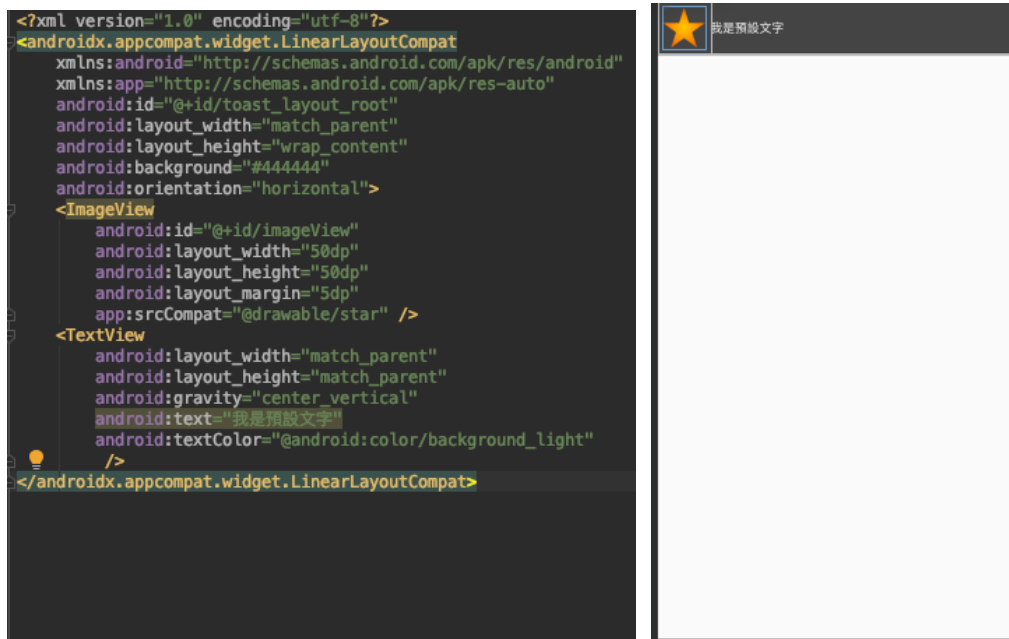 <?xml version="1.0" encoding="utf-8"?>
<androidx.appcompat.widget.LinearLayoutCompat
    xmlns:android="http://schemas.android.com/apk/res/android"
    xmlns:app="http://schemas.android.com/apk/res-auto"
    android:id="@+id/toast_layout_root"
    android:layout_width="match_parent"
    android:layout_height="wrap_content"
    android:background="#444444"
    android:orientation="horizontal">
    <ImageView
        android:id="@+id/imageView"
        android:layout_width="50dp"
        android:layout_height="50dp"
        android:layout_margin="5dp"
        app:srcCompat="@drawable/star" />
    <TextView
        android:layout_width="match_parent"
        android:layout_height="match_parent"
        android:gravity="center_vertical"
        android:text="我是預設文字"
        android:textColor="@android:color/background_light"
         />
</androidx.appcompat.widget.LinearLayoutCompat>
我是預設文字